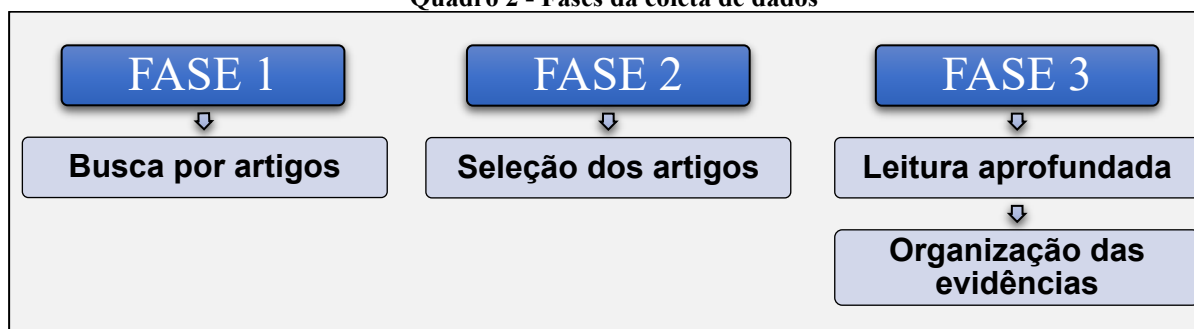 Quadro 2 - Fases da coleta de dados
FASE 1
Busca por artigos
FASE 2
Seleção dos artigos
FASE 3
Leitura aprofundada
Organização das
evidências